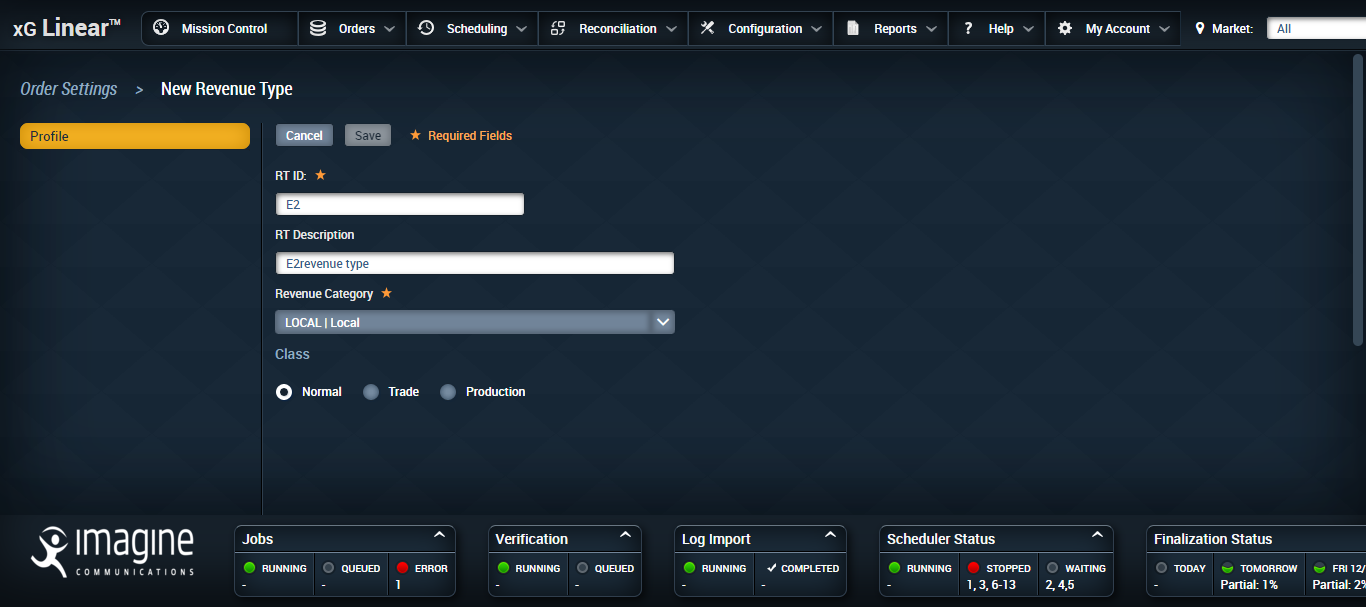 xG Linear™ Mission Control Orders Scheduling Reconciliation Configuration Reports ? Help My Account Market: All
Order Settings > New Revenue Type
Profile
Cancel Save ★ Required Fields
RT ID: ★
E2
RT Description
E2revenue type
Revenue Category ★
LOCAL | Local
Class
Normal Trade Production
imagine
COMMUNICATIONS
Jobs
RUNNING QUEUED ERROR
- - 1
Verification
RUNNING QUEUED
- -
Log Import
RUNNING COMPLETED
- -
Scheduler Status
RUNNING STOPPED WAITING
- 1, 3, 6-13 2, 4,5
Finalization Status
TODAY TOMORROW FRI 12/
- Partial: 1% Partial: 2%